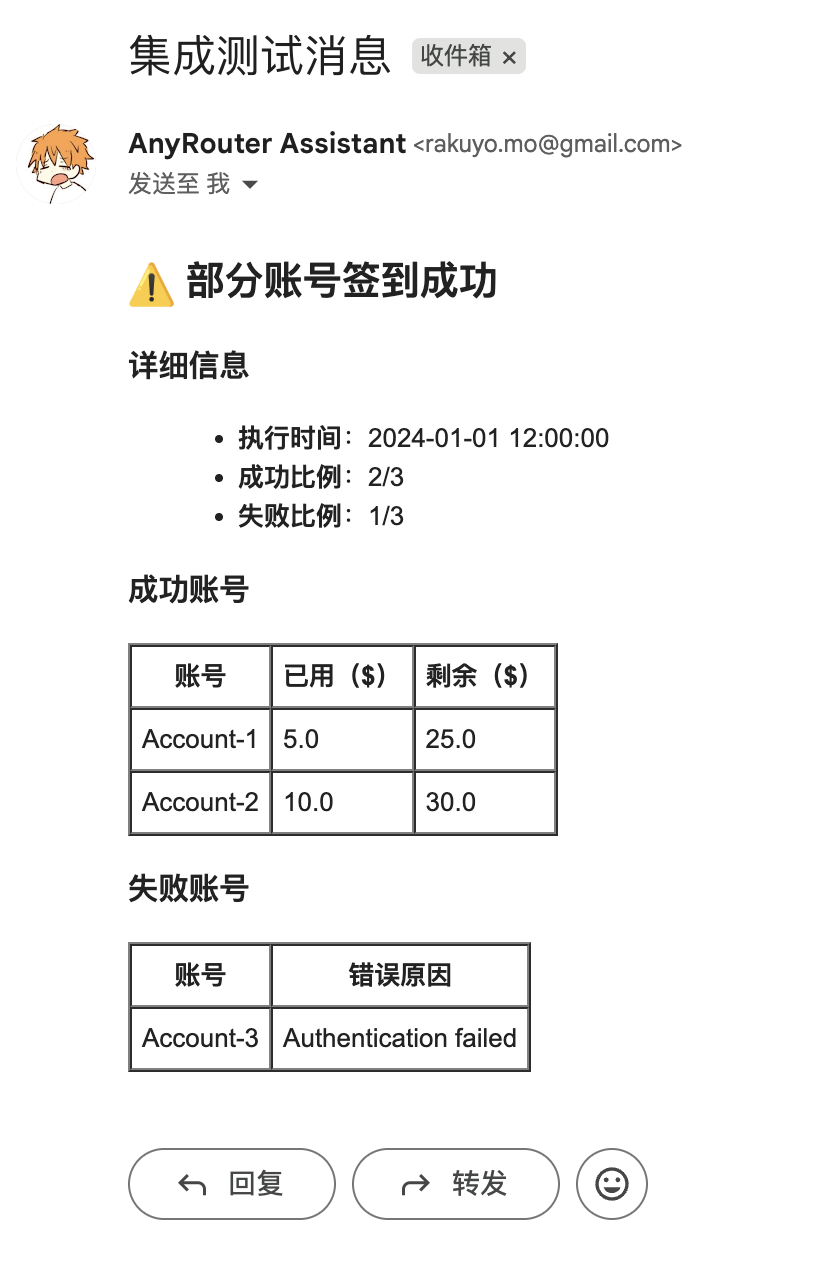 集成测试消息 收件箱 ×
AnyRouter Assistant <rakuyo.mo@gmail.com>
发送至 我
⚠️ 部分账号签到成功
详细信息
• 执行时间：2024-01-01 12:00:00
• 成功比例：2/3
• 失败比例：1/3
成功账号
账号 已用（$） 剩余（$）
Account-1 5.0 25.0
Account-2 10.0 30.0
失败账号
账号 错误原因
Account-3 Authentication failed
回复 转发